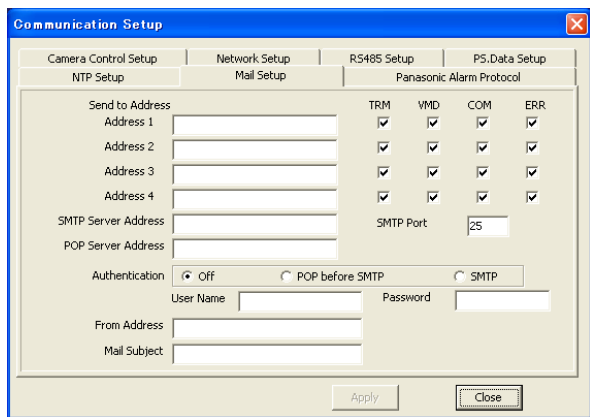 Communication Setup
Camera Control Setup Network Setup RS485 Setup PS.Data Setup
NTP Setup Mail Setup Panasonic Alarm Protocol
Send to Address TRM VMD COM ERR
Address 1
Address 2
Address 3
Address 4
SMTP Server Address SMTP Port 25
POP Server Address
Authentication Off POP before SMTP SMTP
User Name Password
From Address
Mail Subject
Apply Close